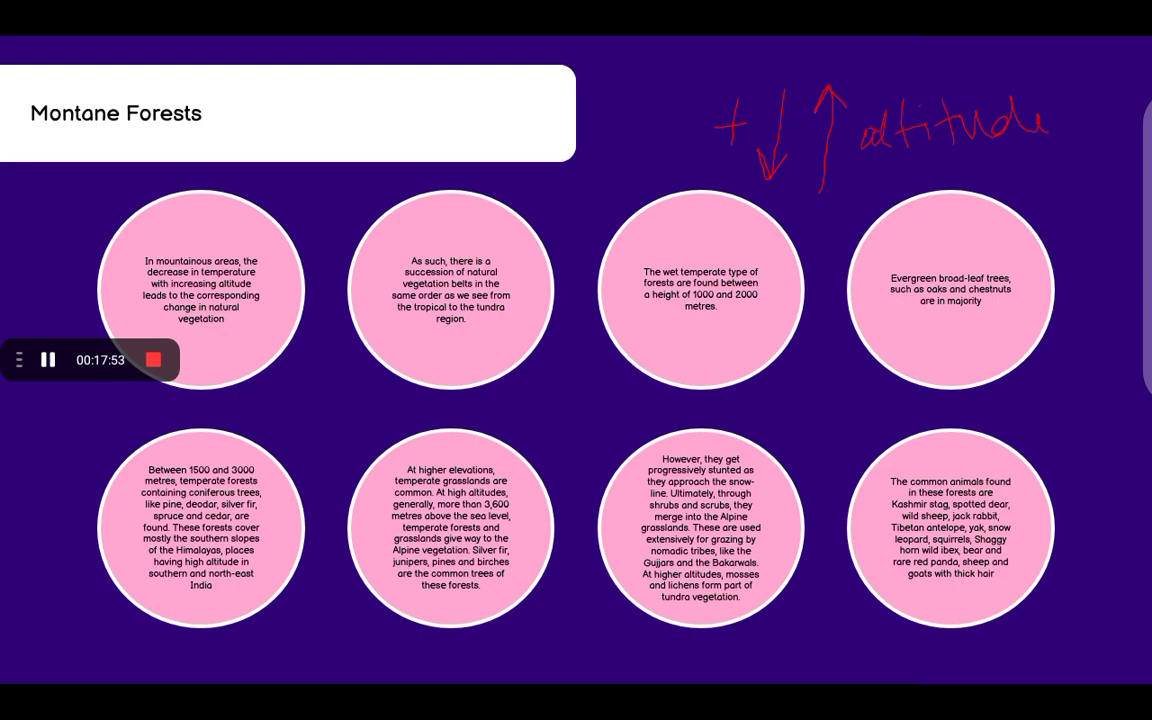 Montane Forests
t ↓ ↑ altitude
In mountainous areas, the
decrease in temperature
with increasing altitude
leads to the corresponding
change in natural
vegetation
As such, there is a
succession of natural
vegetation belts in the
same order as we see from
the tropical to the tundra
region.
The wet temperate type of
forests are found between
a height of 1000 and 2000
metres.
Evergreen broad-leaf trees,
such as oaks and chestnuts
are in majority
00:17:53
Between 1500 and 3000
metres, temperate forests
containing coniferous trees,
like pine, deodar, silver fir,
spruce and cedar, are
found. These forests cover
mostly the southern slopes
of the Himalayas, places
having high altitude in
southern and north-east
India
At higher elevations,
temperate grasslands are
common. At high altitudes,
generally, more than 3,600
metres above the sea level,
temperate forests and
grasslands give way to the
Alpine vegetation. Silver fir,
junipers, pines and birches
are the common trees of
these forests.
However, they get
progressively stunted as
they approach the snow-
line. Ultimately, through
shrubs and scrubs, they
merge into the Alpine
grasslands. These are used
extensively for grazing by
nomadic tribes, like the
Gujjars and the Bakarwals.
At higher altitudes, mosses
and lichens form part of
tundra vegetation.
The common animals found
in these forests are
Kashmir stag, spotted dear,
wild sheep, jack rabbit,
Tibetan antelope, yak, snow
leopard, squirrels, Shaggy
horn wild ibex, bear and
rare red panda, sheep and
goats with thick hair